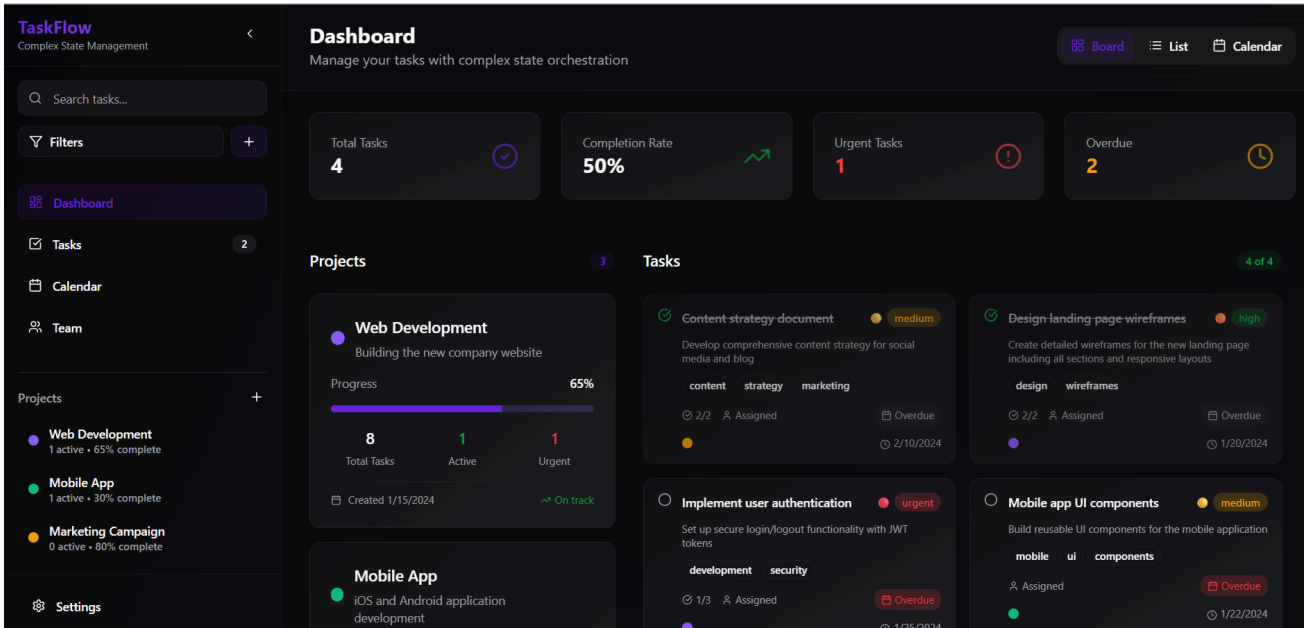 TaskFlow
Complex State Management
Search tasks...
Filters
Dashboard
Tasks
2
Calendar
Team
Projects
Web Development
1 active • 65% complete
Mobile App
1 active • 30% complete
Marketing Campaign
0 active • 80% complete
Settings
Dashboard
Manage your tasks with complex state orchestration
Board
List
Calendar
Total Tasks
4
Completion Rate
50%
Urgent Tasks
1
Overdue
2
Projects
3
Web Development
Building the new company website
Progress
65%
8
Total Tasks
1
Active
1
Urgent
Created 1/15/2024
On track
Mobile App
iOS and Android application
development
Tasks
4 of 4
Content strategy document
medium
Develop comprehensive content strategy for social
media and blog
content strategy marketing
2/2 Assigned
Overdue
2/10/2024
Design landing page wireframes
high
Create detailed wireframes for the new landing page
including all sections and responsive layouts
design wireframes
2/2 Assigned
Overdue
1/20/2024
Implement user authentication
urgent
Set up secure login/logout functionality with JWT
tokens
development security
1/3 Assigned
Overdue
1/25/2024
Mobile app UI components
medium
Build reusable UI components for the mobile application
mobile ui components
Assigned
Overdue
1/22/2024